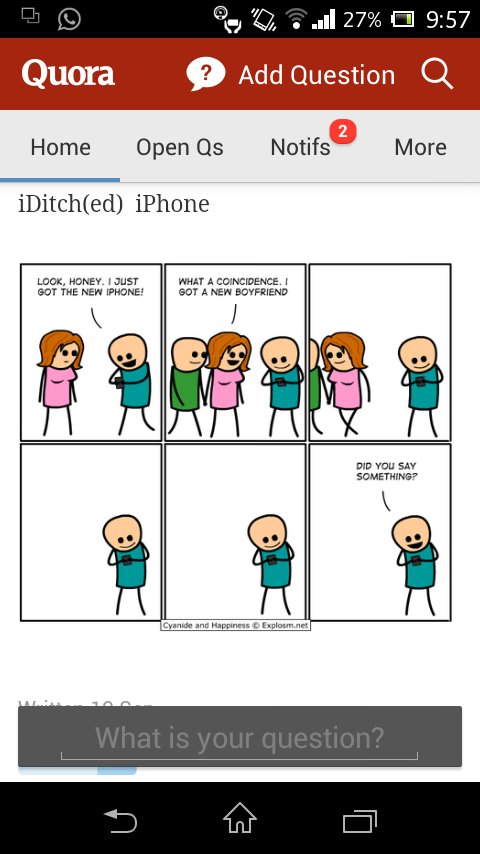 27% 9:57
Quora ? Add Question
Home Open Qs Notifs 2 More
iDitch(ed) iPhone
LOOK, HONEY. I JUST
GOT THE NEW IPHONE!
WHAT A COINCIDENCE. I
GOT A NEW BOYFRIEND
DID YOU SAY
SOMETHING?
Cyanide and Happiness © Explosm.net
What is your question?